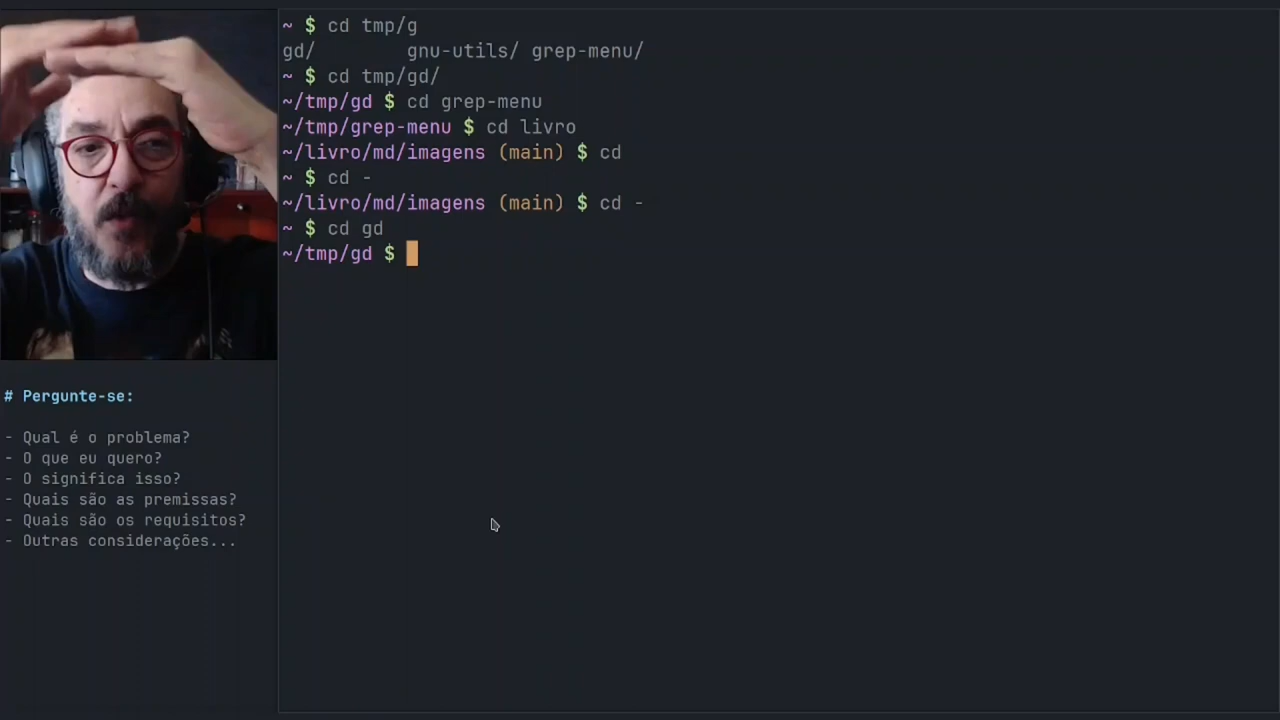 ~ $ cd tmp/g
gd/ gnu-utils/ grep-menu/
~ $ cd tmp/gd/
~/tmp/gd $ cd grep-menu
~/tmp/grep-menu $ cd livro
~/livro/md/imagens (main) $ cd
~ $ cd -
~/livro/md/imagens (main) $ cd -
~ $ cd gd
~/tmp/gd $
# Pergunte-se:
- Qual é o problema?
- O que eu quero?
- O significa isso?
- Quais são as premissas?
- Quais são os requisitos?
- Outras considerações...